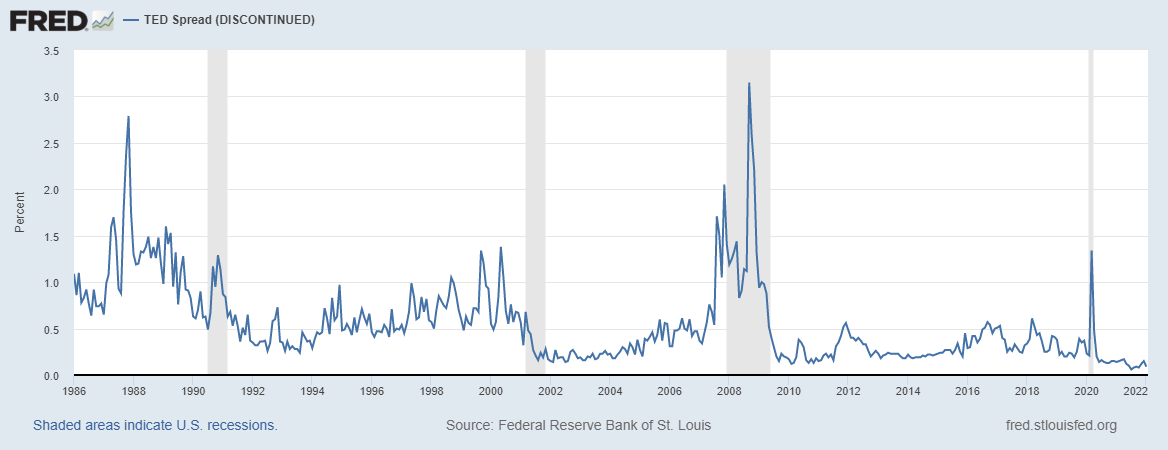 FRED TED Spread (DISCONTINUED)
3.5
3.0
2.5
2.0
1.5
1.0
0.5
0.0
Percent
1986 1988 1990 1992 1994 1996 1998 2000 2002 2004 2006 2008 2010 2012 2014 2016 2018 2020 2022
Shaded areas indicate U.S. recessions. Source: Federal Reserve Bank of St. Louis fred.stlouisfed.org